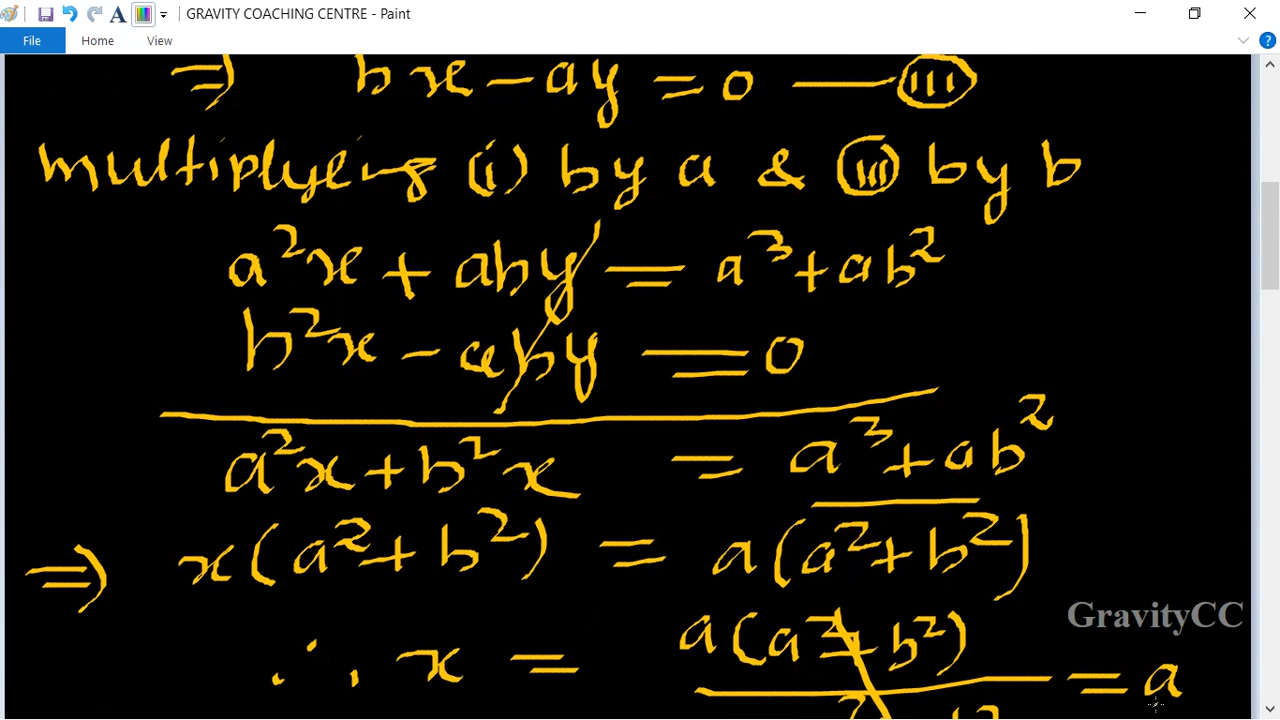 GRAVITY COACHING CENTRE - Paint
File Home View
⇒ bx - ay = 0 — (III)
multiplyeing (i) by a & (III) by b
a²x + aby = a³ + ab²
b²x - aby = 0
a²x + b²x = a³ + ab²
⇒ x(a² + b²) = a(a² + b²)
∴ x = a(a² + b²) / = a
GravityCC